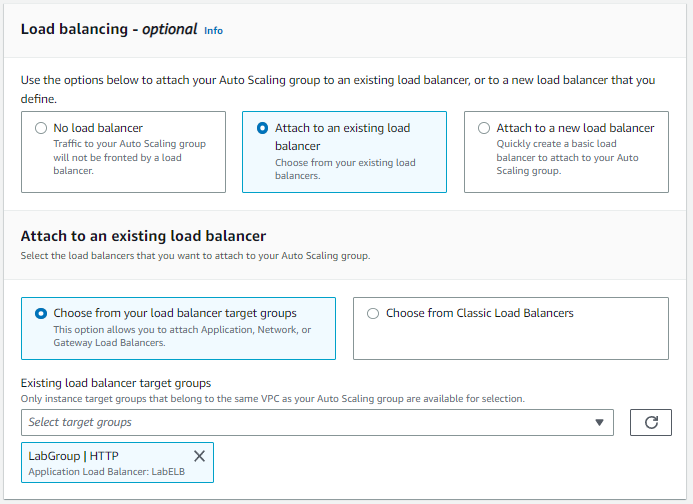 Load balancing - optional Info
Use the options below to attach your Auto Scaling group to an existing load balancer, or to a new load balancer that you
define.
No load balancer
Traffic to your Auto Scaling group
will not be fronted by a load
balancer.
Attach to an existing load
balancer
Choose from your existing load
balancers.
Attach to a new load balancer
Quickly create a basic load
balancer to attach to your Auto
Scaling group.
Attach to an existing load balancer
Select the load balancers that you want to attach to your Auto Scaling group.
Choose from your load balancer target groups
This option allows you to attach Application, Network, or
Gateway Load Balancers.
Choose from Classic Load Balancers
Existing load balancer target groups
Only instance target groups that belong to the same VPC as your Auto Scaling group are available for selection.
Select target groups
LabGroup | HTTP
Application Load Balancer: LabELB